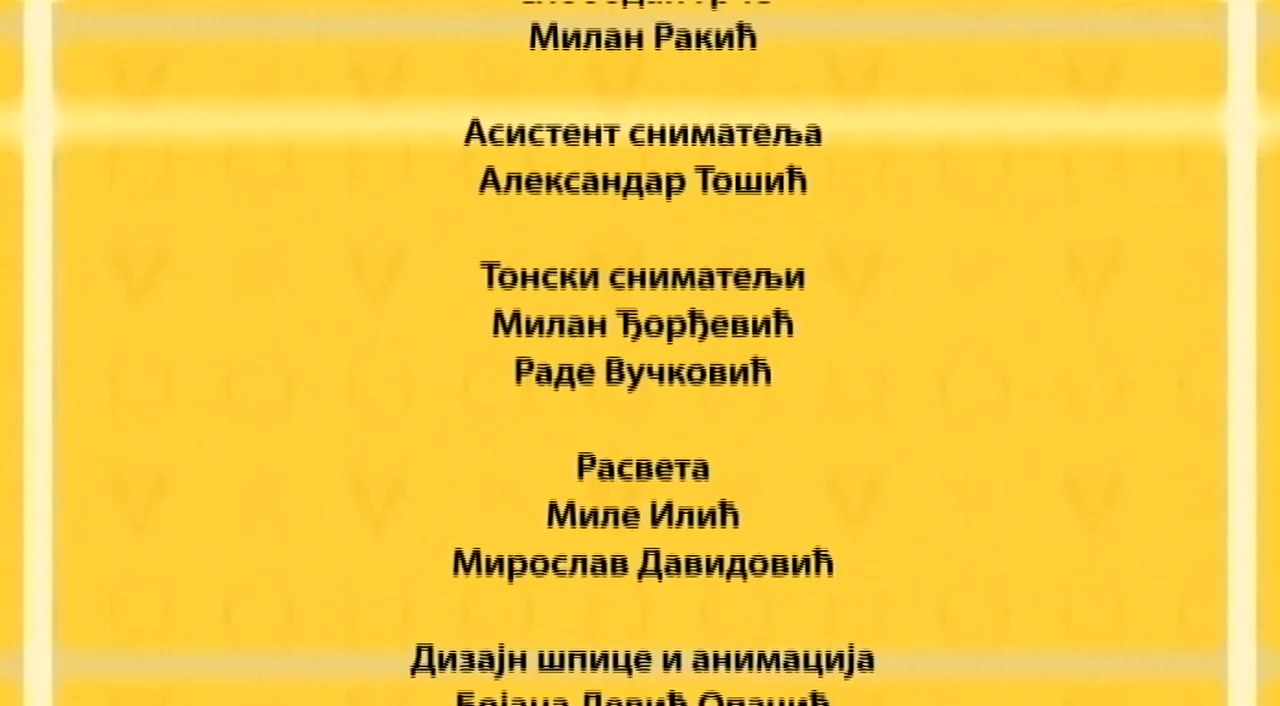 Милан Ракић
Асистент сниматеља
Александар Тошић
Тонски сниматељи
Милан Ђорђевић
Раде Вучковић
Расвета
Миле Илић
Мирослав Давидовић
Дизајн шпице и анимација